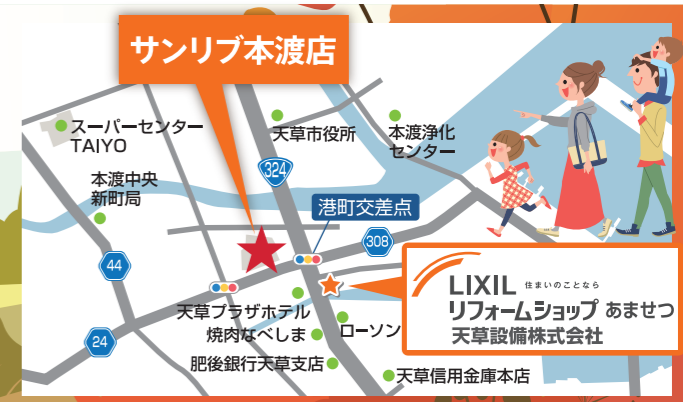 サンリブ本渡店
スーパーセンター
TAIYO
天草市役所
本渡浄化
センター
本渡中央
新町局
324
港町交差点
308
44
24
LIXIL 住まいのことなら
リフォームショップ あませつ
天草設備株式会社
天草プラザホテル
焼肉なべしま
ローソン
肥後銀行天草支店
天草信用金庫本店